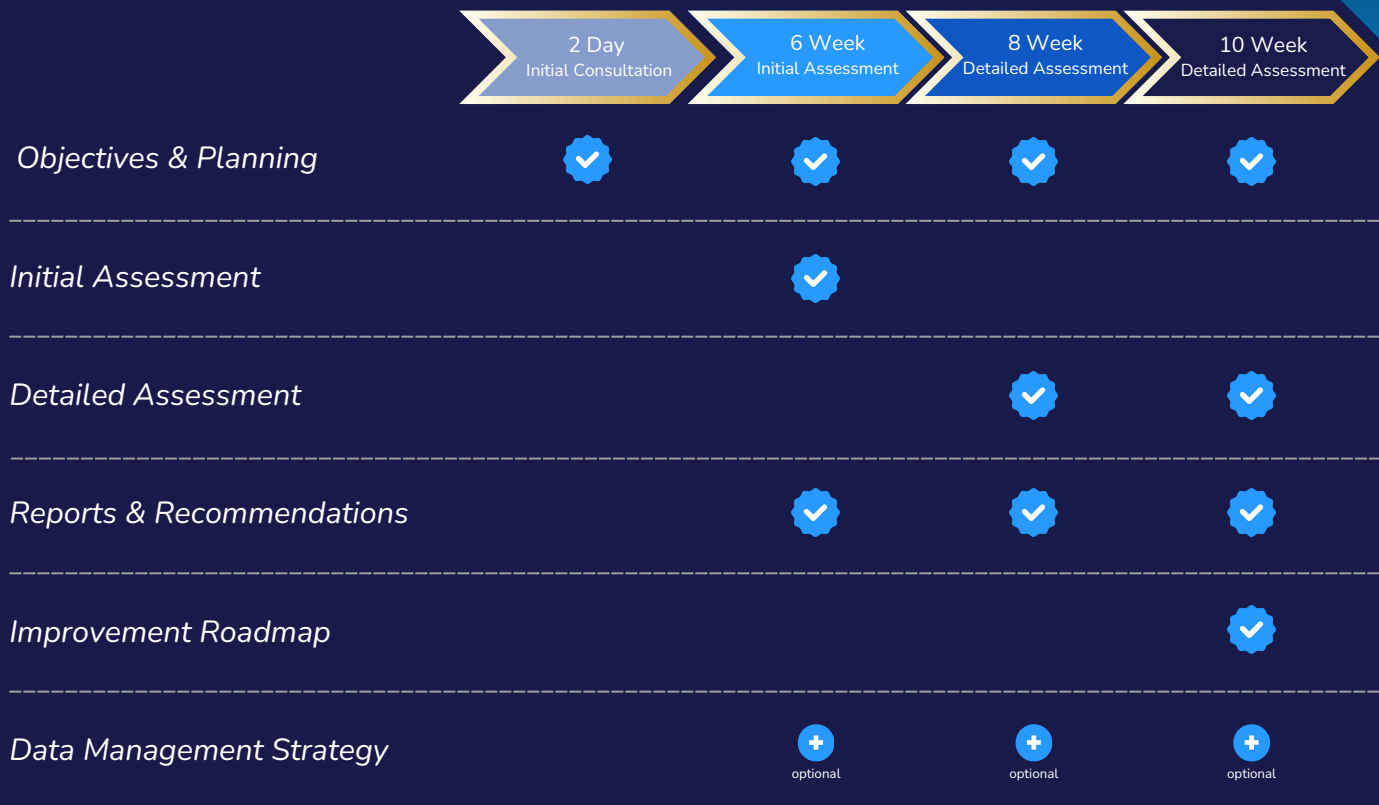 2 Day
Initial Consultation
6 Week
Initial Assessment
8 Week
Detailed Assessment
10 Week
Detailed Assessment
Objectives & Planning
Initial Assessment
Detailed Assessment
Reports & Recommendations
Improvement Roadmap
Data Management Strategy
optional
optional
optional